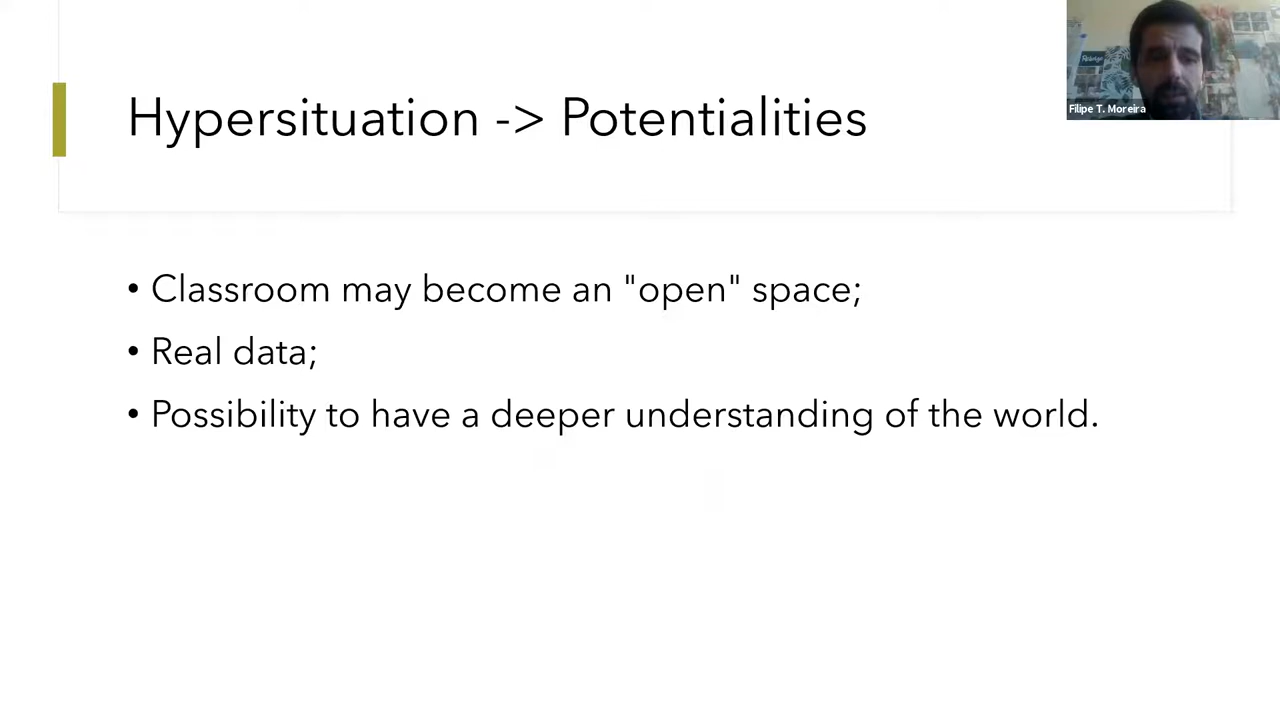 Filipe T. Moreira
Hypersituation -> Potentialities
• Classroom may become an "open" space;
• Real data;
• Possibility to have a deeper understanding of the world.